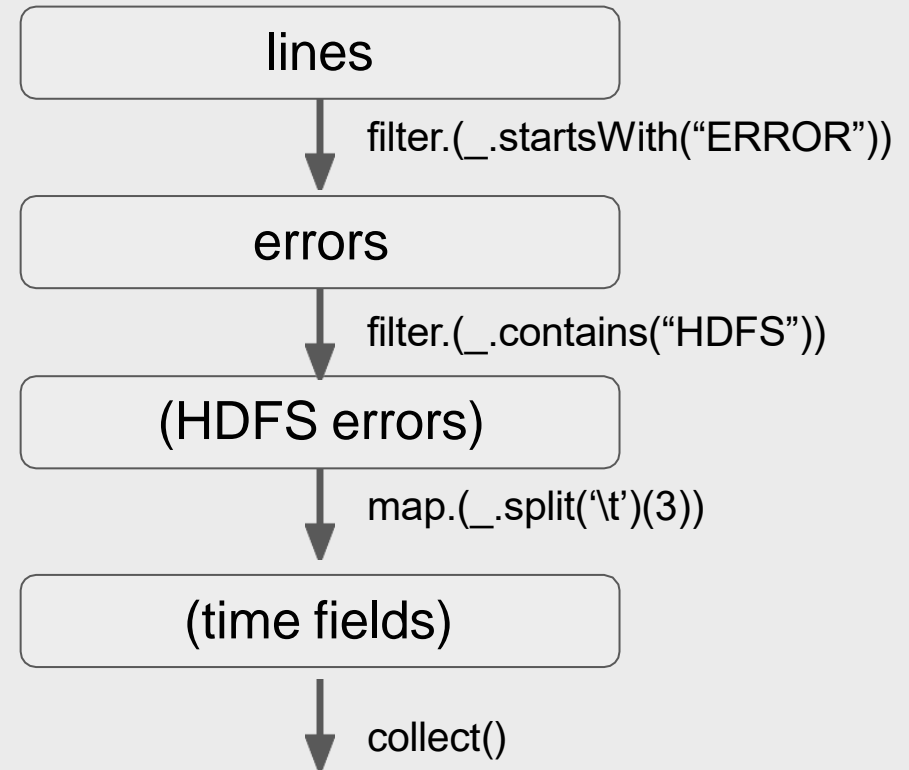 lines
filter.(_.startsWith(“ERROR”))
errors
filter.(_.contains(“HDFS”))
(HDFS errors)
map.(_.split(‘\t’)(3))
(time fields)
collect()